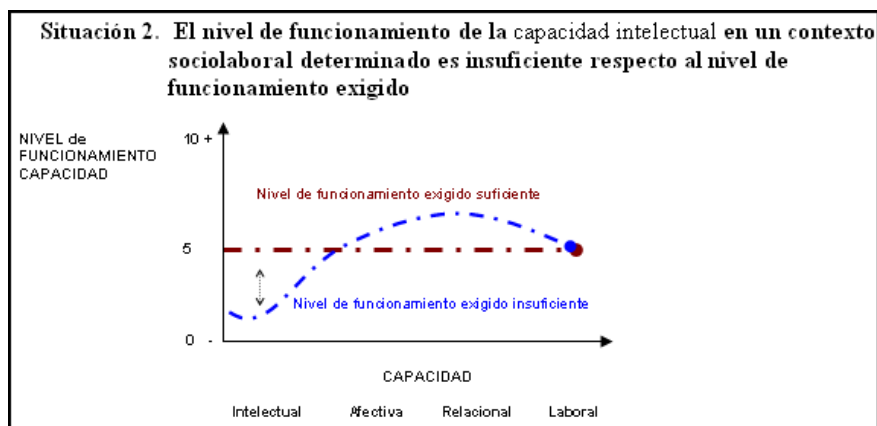 Situación 2. El nivel de funcionamiento de la capacidad intelectual en un contexto
sociolaboral determinado es insuficiente respecto al nivel de
funcionamiento exigido
NIVEL de
FUNCIONAMIENTO
CAPACIDAD
10 +
Nivel de funcionamiento exigido suficiente
5
Nivel de funcionamiento exigido insuficiente
0 -
CAPACIDAD
Intelectual Afectiva Relacional Laboral